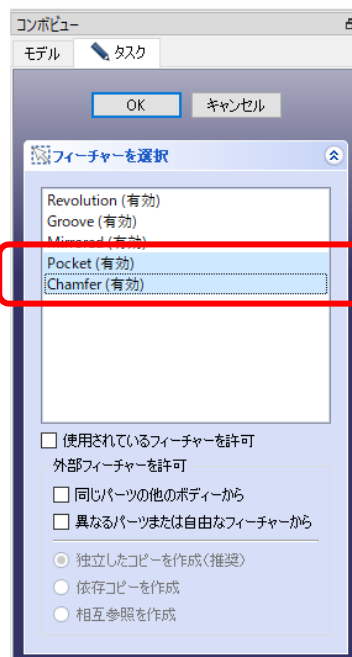 コンボビュー
モデル
タスク
OK
キャンセル
フィーチャーを選択
Revolution (有効)
Groove (有効)
Mirrored (有効)
Pocket (有効)
Chamfer (有効)
使用されているフィーチャーを許可
外部フィーチャーを許可
同じパーツの他のボディーから
異なるパーツまたは自由なフィーチャーから
独立したコピーを作成(推奨)
依存コピーを作成
相互参照を作成